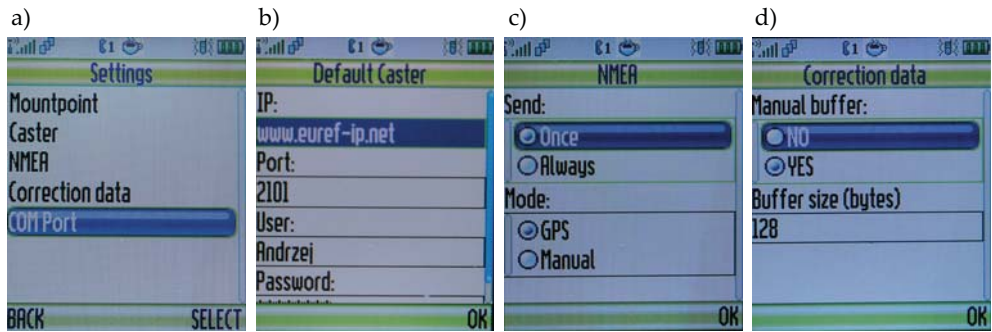 a)
b)
c)
d)
Settings
Mountpoint
Caster
NMEA
Correction data
COM Port
BACK SELECT
Default Caster
IP:
www.euref-ip.net
Port:
2101
User:
Andrzej
Password:
OK
NMEA
Send:
Once
Always
Mode:
GPS
Manual
OK
Correction data
Manual buffer:
NO
YES
Buffer size (bytes)
128
OK